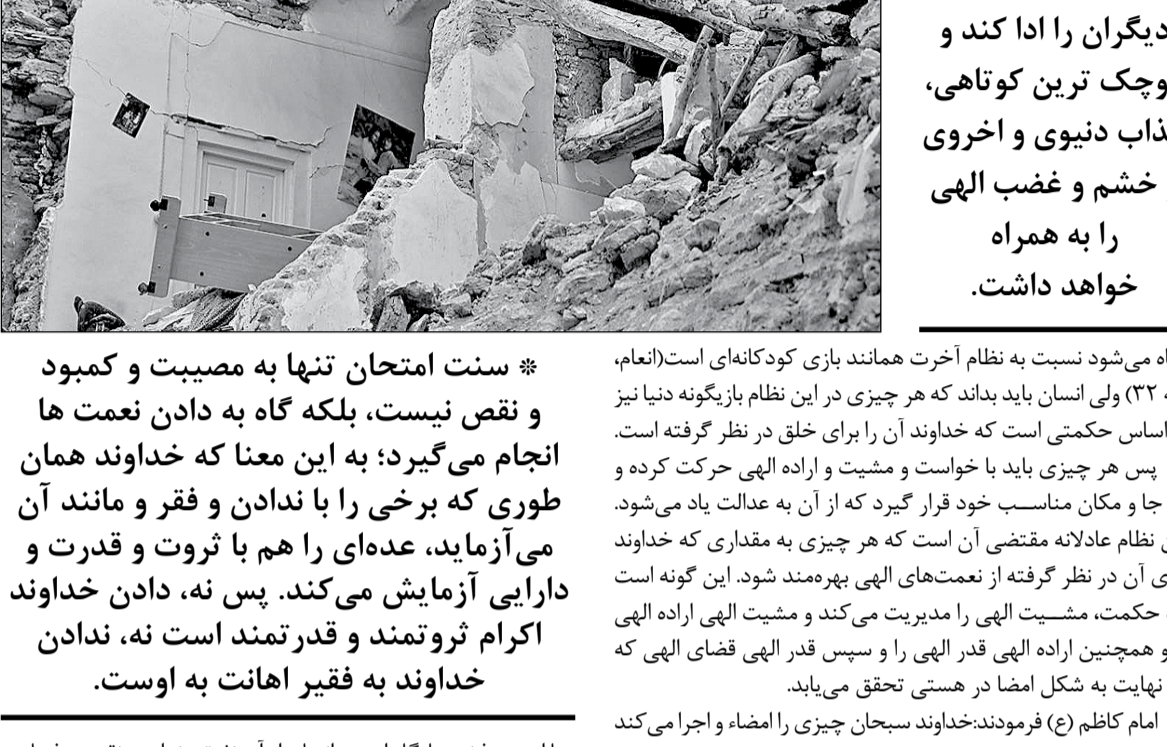 دیگران را ادا کند و
ترین کوتاهی،
دنیوی و اخروی
خشم و غضب الهی
را به همراه
خواهد داشت.
می‌شود نسبت به نظام آخرت همانند بازی کودکانه‌ای است(انعام،
۳۲) ولی انسان باید بداند که هر چیزی در این نظام بازیگونه دنیا نیز
اساس حکمتی است که خداوند آن را برای خلق در نظر گرفته است.
پس هر چیزی باید با خواست و مشیت و اراده الهی حرکت کرده و
جا و مکان مناسب خود قرار گیرد که از آن به عدالت یاد می‌شود.
نظام عادلانه مقتضی آن است که هر چیزی به مقداری که خداوند
آن در نظر گرفته از نعمت‌های الهی بهره‌مند شود. این گونه است
حکمت، مشیت الهی را مدیریت می‌کند و مشیت الهی اراده الهی
و همچنین اراده الهی قدر الهی را و سپس قدر الهی قضای الهی که
نهایت به شکل امضا در هستی تحقق می‌یابد.
امام کاظم (ع) فرمودند:خداوند سبحان چیزی را امضاء و اجرا می‌کند
* سنت امتحان تنها به مصیبت و کمبود
و نقص نیست، بلکه گاه به دادن نعمت ها
انجام می‌گیرد؛ به این معنا که خداوند همان
طوری که برخی را با ندادن و فقر و مانند آن
می‌آزماید، عده‌ای را هم با ثروت و قدرت و
دارایی آزمایش می‌کند. پس نه، دادن خداوند
اکرام ثروتمند و قدرتمند است نه، ندادن
خداوند به فقیر اهانت به اوست.